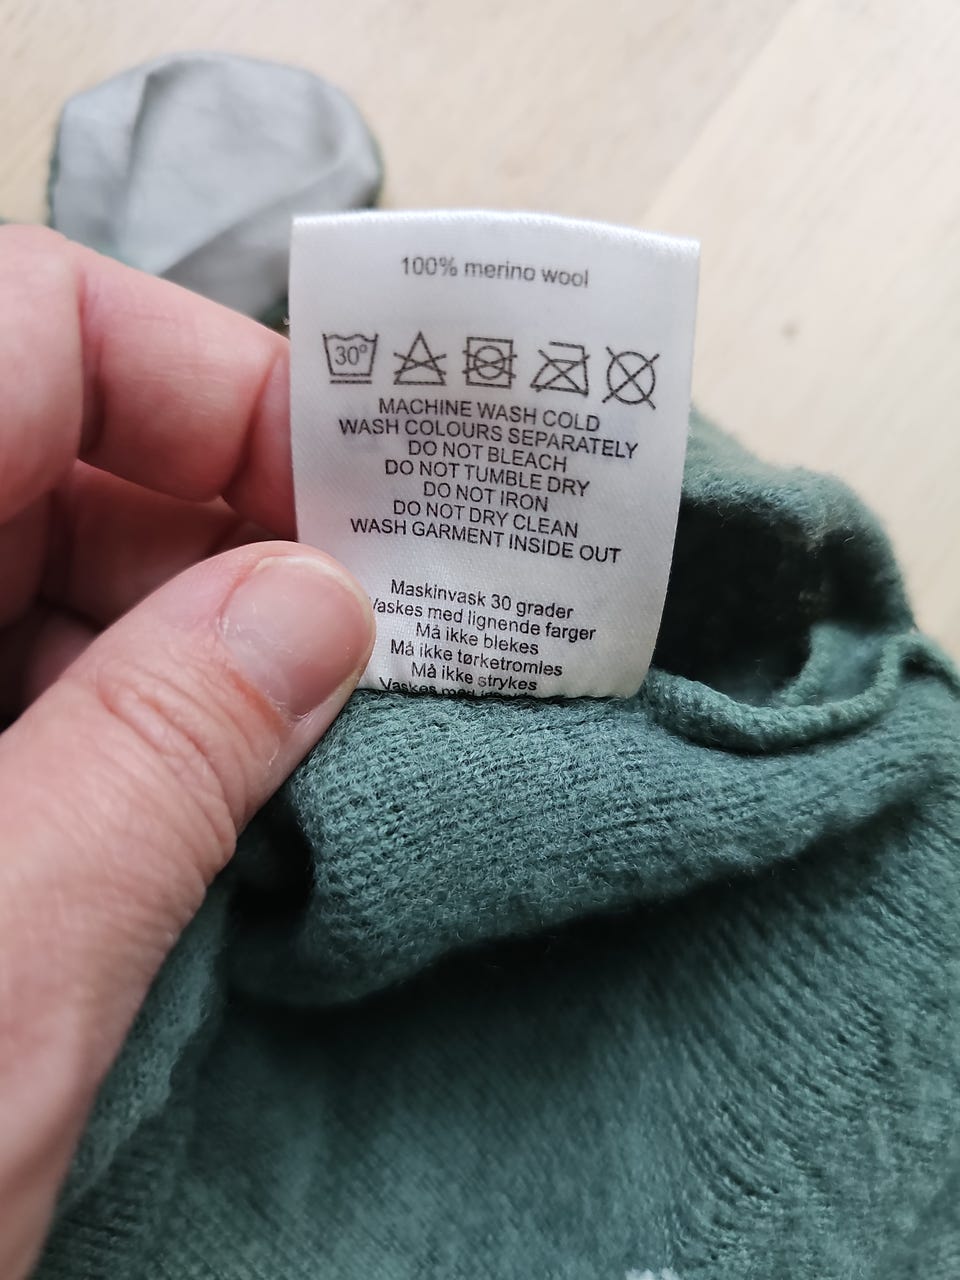 100% merino wool
30°
MACHINE WASH COLD
WASH COLOURS SEPARATELY
DO NOT BLEACH
DO NOT TUMBLE DRY
DO NOT IRON
DO NOT DRY CLEAN
WASH GARMENT INSIDE OUT
Maskinvask 30 grader
Vaskes med lignende farger
Må ikke blekes
Må ikke tørketromles
Må ikke strykes
Vaskes med